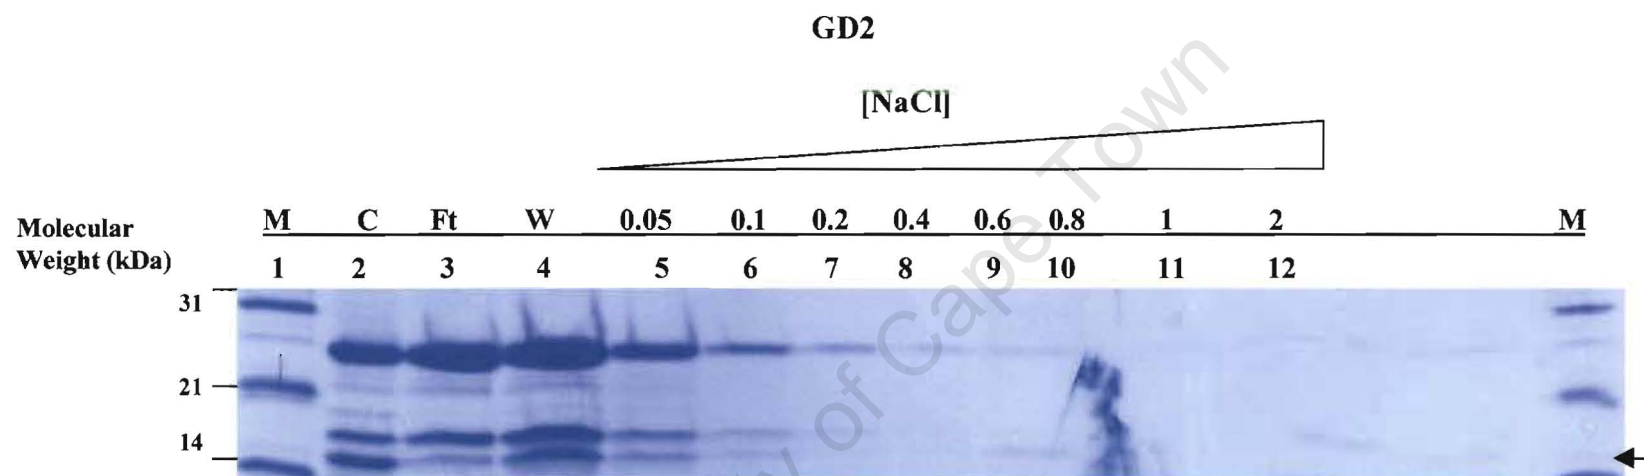 GD2
[NaCl]
Molecular Weight (kDa)
M C Ft W 0.05 0.1 0.2 0.4 0.6 0.8 1 2 M
1 2 3 4 5 6 7 8 9 10 11 12
31
21
14
y of Cape Town